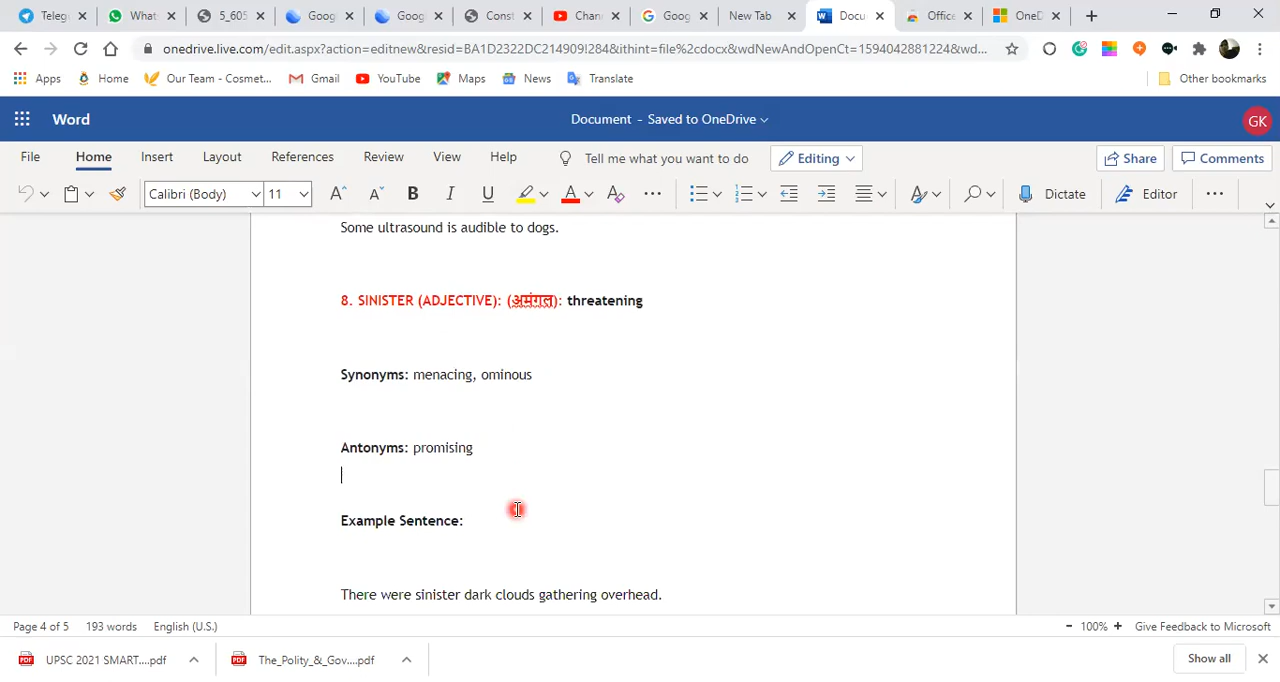 Teleg
What
5_605
Goog
Goog
Const
Chan
Goog
New Tab
Docu
Office
OneD
onedrive.live.com/edit.aspx?action=editnew&resid=BA1D2322DC214909!284&ithint=file%2cdocx&wdNewAndOpenCt=1594042881224&wd...
Apps
Home
Our Team - Cosmet...
Gmail
YouTube
Maps
News
Translate
Other bookmarks
Word
Document - Saved to OneDrive
GK
File
Home
Insert
Layout
References
Review
View
Help
Tell me what you want to do
Editing
Share
Comments
Calibri (Body)
11
Dictate
Editor
Some ultrasound is audible to dogs.
8. SINISTER (ADJECTIVE): (अमंगल): threatening
Synonyms: menacing, ominous
Antonyms: promising
Example Sentence:
There were sinister dark clouds gathering overhead.
Page 4 of 5
193 words
English (U.S.)
- 100% +
Give Feedback to Microsoft
UPSC 2021 SMART....pdf
The_Polity_&_Gov....pdf
Show all